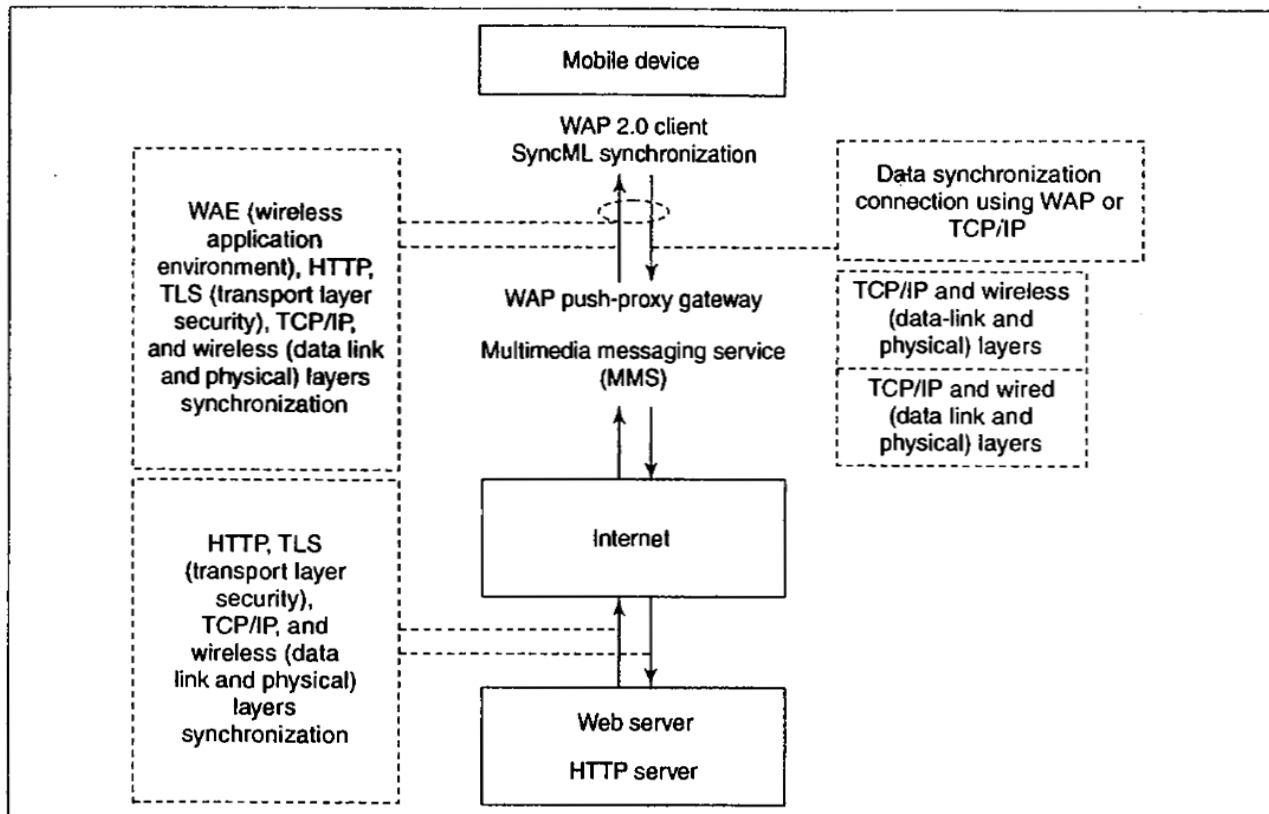 Mobile device
WAP 2.0 client
SyncML synchronization
WAE (wireless
application
environment), HTTP,
TLS (transport layer
security), TCP/IP,
and wireless (data link
and physical) layers
synchronization
Data synchronization
connection using WAP or
TCP/IP
WAP push-proxy gateway
Multimedia messaging service
(MMS)
TCP/IP and wireless
(data-link and
physical) layers
TCP/IP and wired
(data link and
physical) layers
Internet
HTTP, TLS
(transport layer
security),
TCP/IP, and
wireless (data
link and physical)
layers
synchronization
Web server
HTTP server